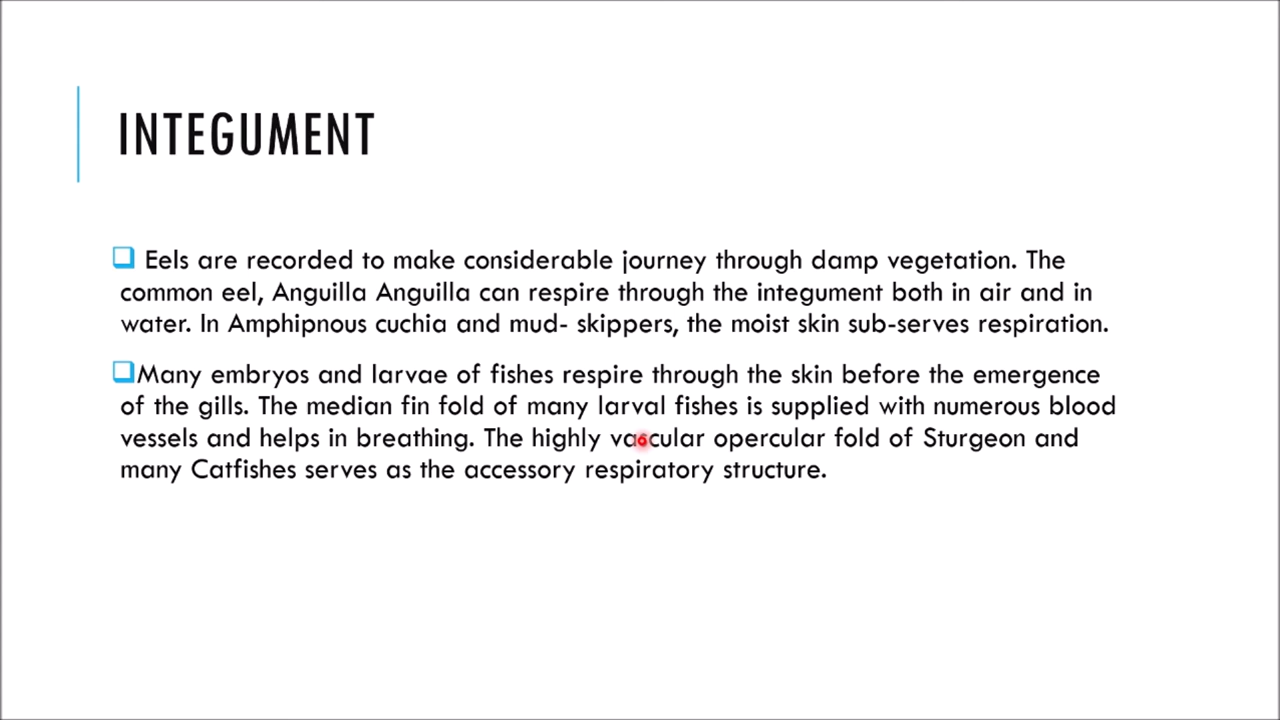 INTEGUMENT
Eels are recorded to make considerable journey through damp vegetation. The
common eel, Anguilla Anguilla can respire through the integument both in air and in
water. In Amphipnous cuchia and mud- skippers, the moist skin sub-serves respiration.
Many embryos and larvae of fishes respire through the skin before the emergence
of the gills. The median fin fold of many larval fishes is supplied with numerous blood
vessels and helps in breathing. The highly vascular opercular fold of Sturgeon and
many Catfishes serves as the accessory respiratory structure.